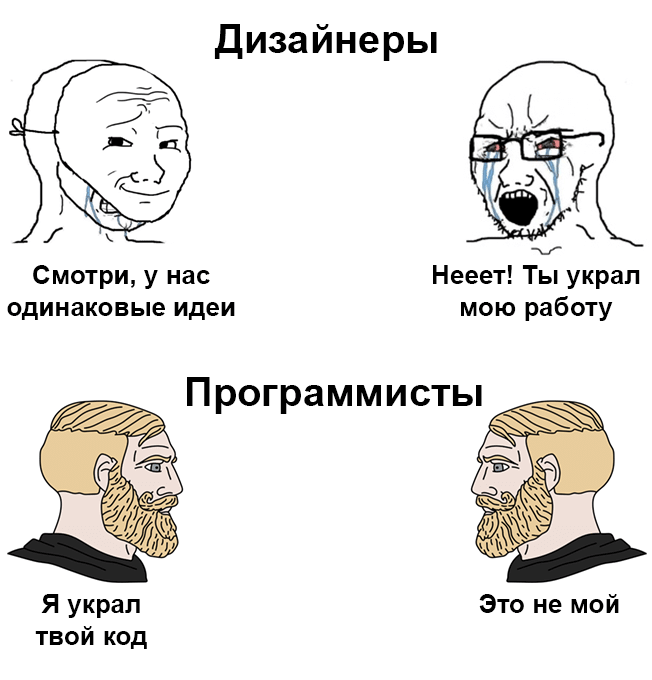 Дизайнеры
Смотри, у нас
одинаковые идеи
Нееет! Ты украл
мою работу
Программисты
Я украл
твой код
Это не мой